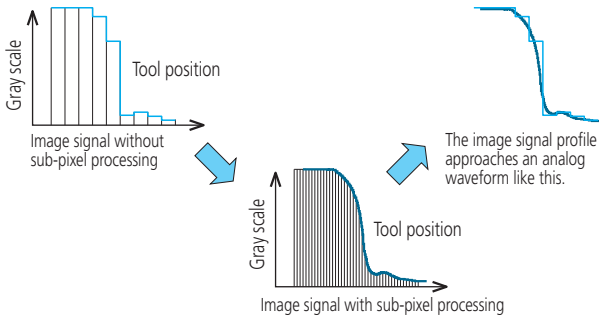 Gray scale
Tool position
Image signal without
sub-pixel processing
The image signal profile
approaches an analog
waveform like this.
Gray scale
Tool position
Image signal with sub-pixel processing